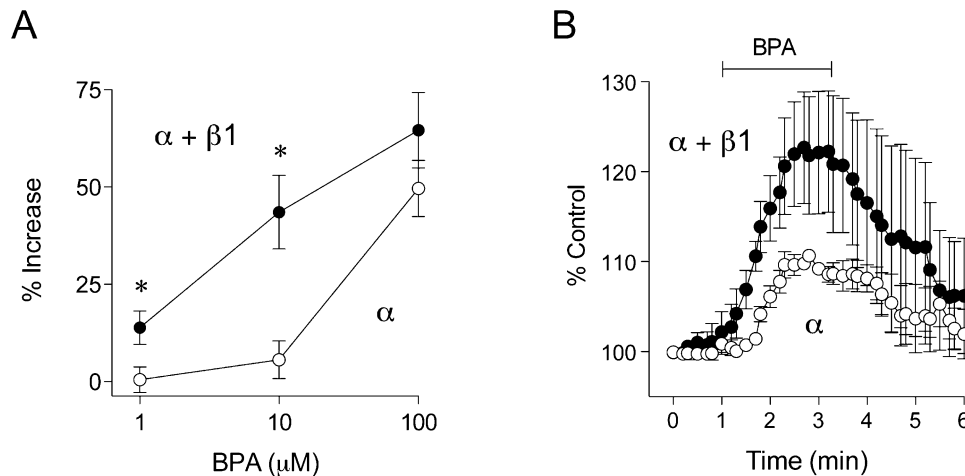 A
75
50
25
0
% Increase
α + β1
*
*
α
1 10 100
BPA (μM)
B
BPA
130
120
110
100
% Control
α + β1
α
0 1 2 3 4 5 6
Time (min)